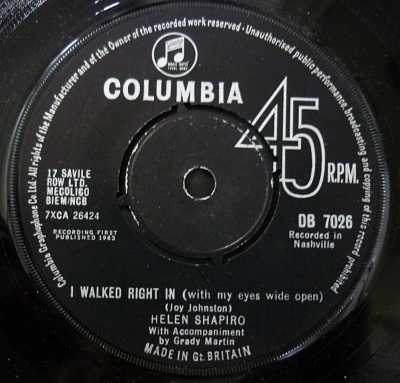 Columbia Graphophone Co Ltd. All rights of the Manufacturer and of the Owner of the recorded work reserved · Unauthorised public performance, broadcasting and copying of this record prohibited
COLUMBIA
45
R.P.M.
17 SAVILE
ROW LTD.
MECOLICO
BIEM/NCB
7XCA 26424
RECORDING FIRST
PUBLISHED 1963
DB 7026
Recorded in
Nashville
I WALKED RIGHT IN (with my eyes wide open)
(Joy Johnston)
HELEN SHAPIRO
With Accompaniment
by Grady Martin
MADE IN Gt. BRITAIN